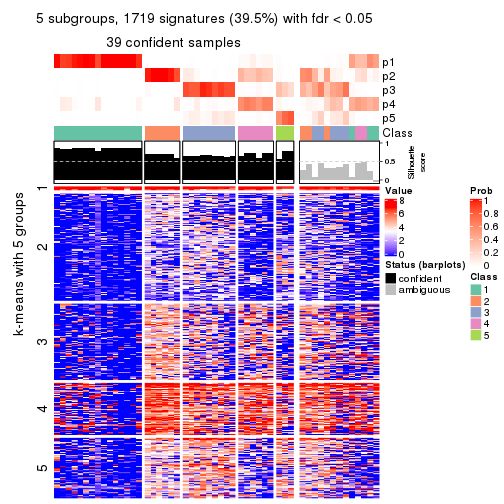 5 subgroups, 1719 signatures (39.5%) with fdr < 0.05
39 confident samples
p1
p2
p3
p4
p5
Class
1
0.5
0
Silhouette
score
k-means with 5 groups
1
2
3
4
5
Value
8
6
4
2
0
Status (barplots)
confident
ambiguous
Prob
1
0.8
0.6
0.4
0.2
0
Class
1
2
3
4
5